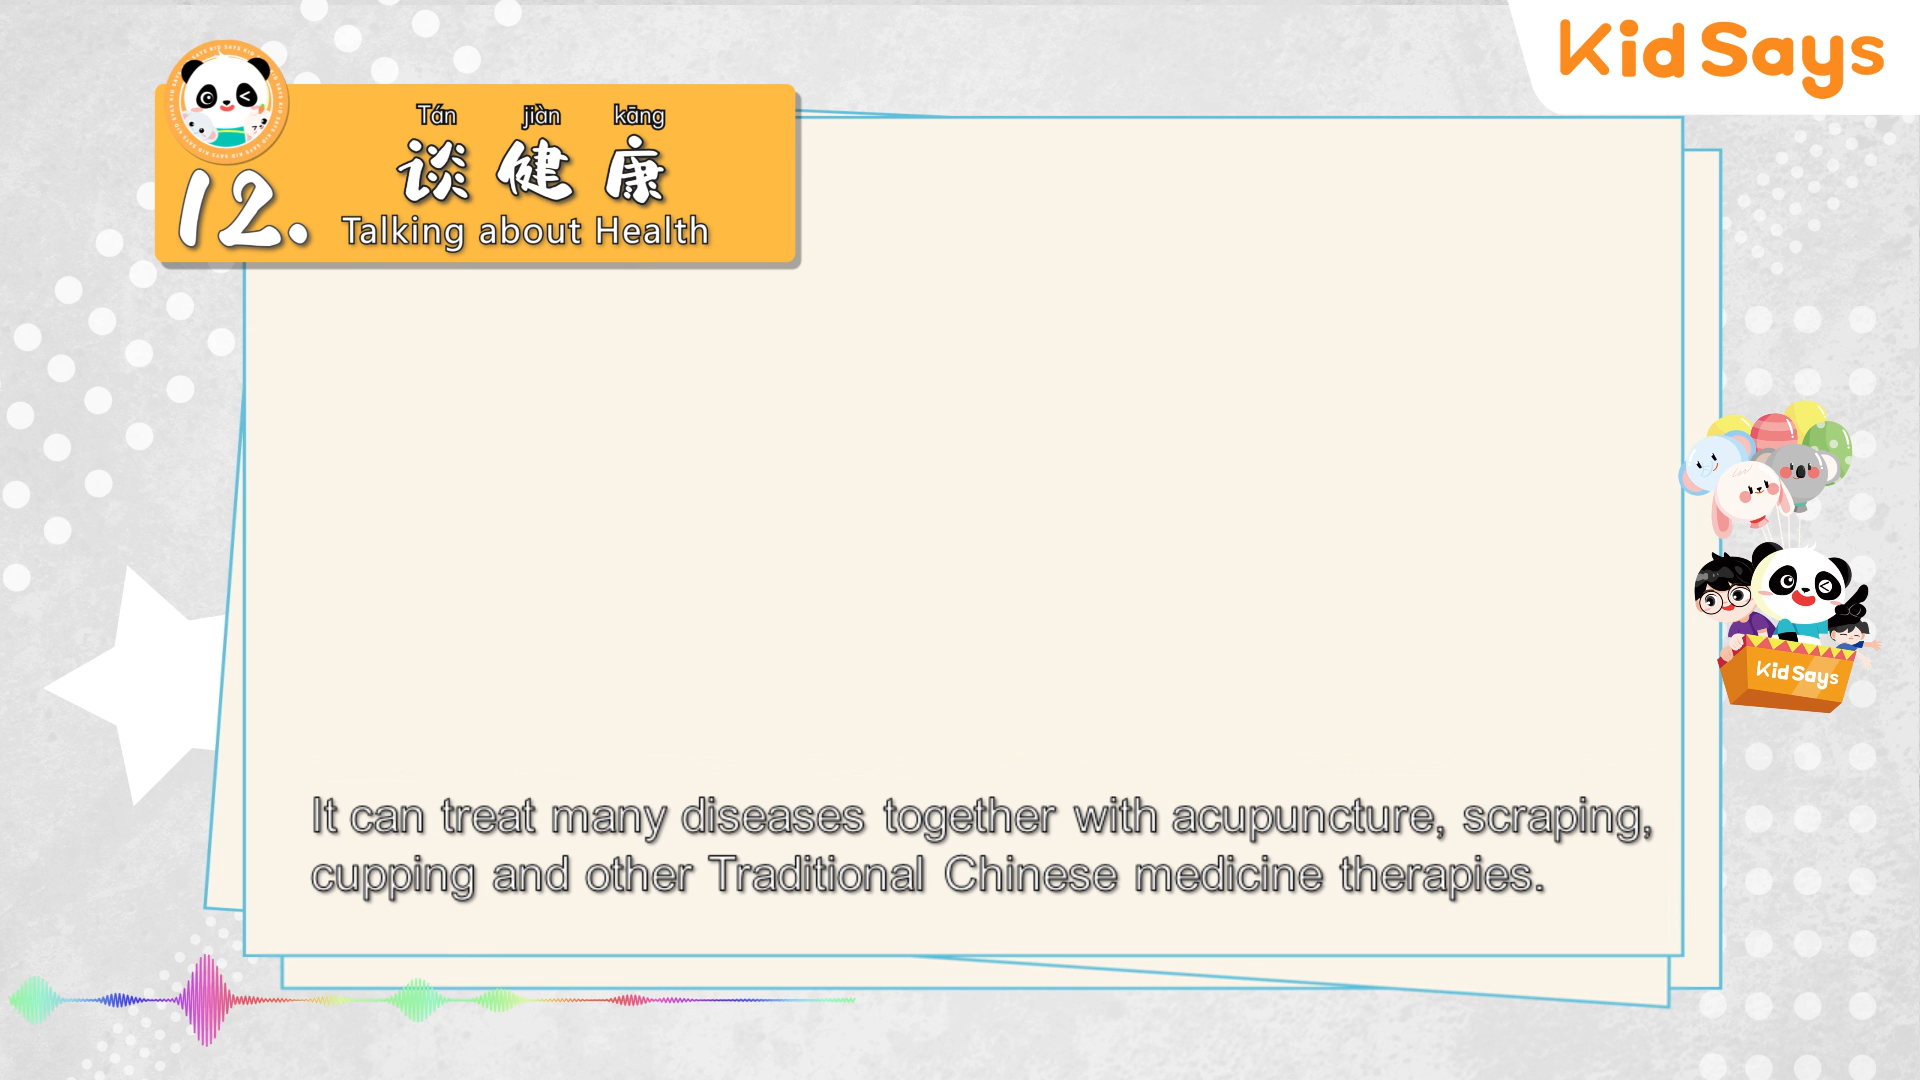 Kid Says
Tán jiàn kāng
谈健康
12.
Talking about Health
Kid Says
It can treat many diseases together with acupuncture, scraping,
cupping and other Traditional Chinese medicine therapies.